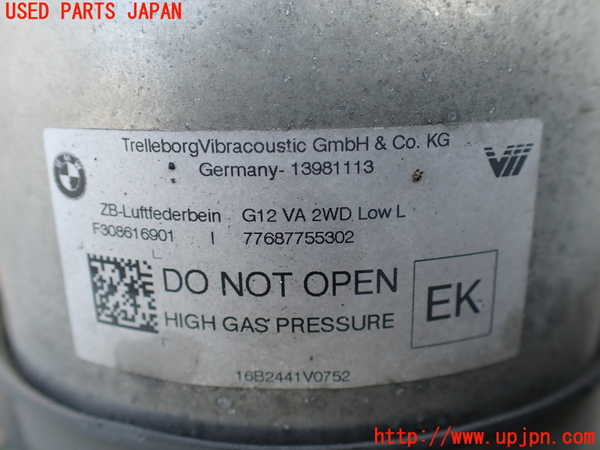 USED PARTS JAPAN
TrelleborgVibracoustic GmbH & Co. KG
Germany- 13981113
ZB-Luftfederbein G12 VA 2WD Low L
F308616901 I 77687755302
DO NOT OPEN
HIGH GAS PRESSURE
EK
16B2441V0752
http://www.upjpn.com/